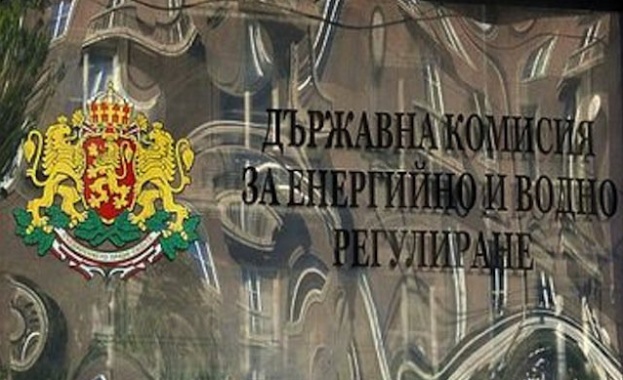 ДЪРЖАВНА КОМИСИЯ
ЗА ЕНЕРГИЙНО И ВОДНО
РЕГУЛИРАНЕ